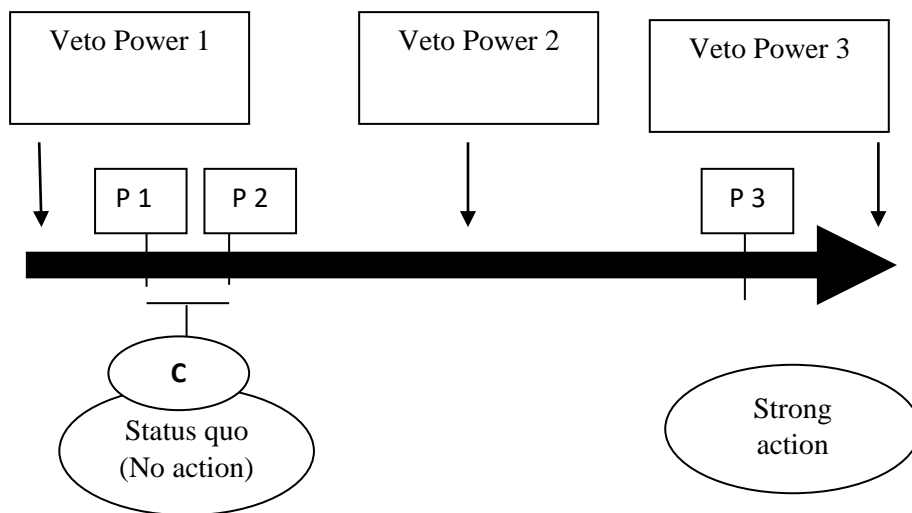 Veto Power 1
Veto Power 2
Veto Power 3
P 1
P 2
P 3
C
Status quo
(No action)
Strong
action